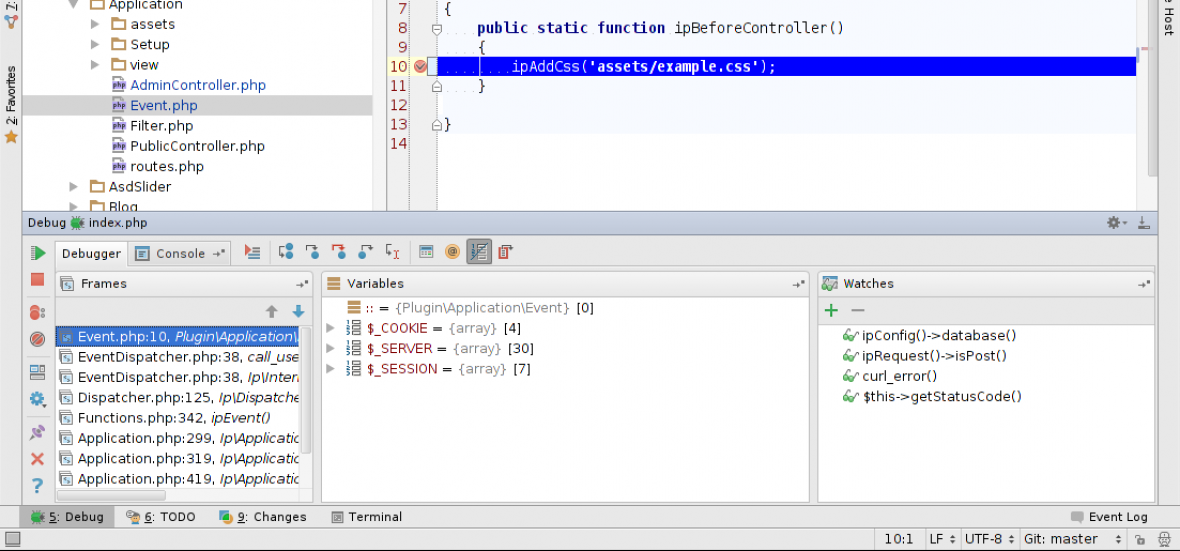 7:
2: Favorites
Application
assets
Setup
view
AdminController.php
Event.php
Filter.php
PublicController.php
routes.php
AsdSlider
Blog
7 {
8 public static function ipBeforeController()
9 {
10 ipAddCss('assets/example.css');
11 }
12
13 }
14
e Host
Debug index.php
Debugger
Console
Frames
Event.php:10, Plugin\Application\
EventDispatcher.php:38, call_use
EventDispatcher.php:38, Ip\Inter
Dispatcher.php:125, Ip\Dispatche
Functions.php:342, ipEvent()
Application.php:299, Ip\Applicatio
Application.php:319, Ip\Applicatio
Application.php:419, Ip\Applicatio
Variables
:: = {Plugin\Application\Event} [0]
$_COOKIE = {array} [4]
$_SERVER = {array} [30]
$_SESSION = {array} [7]
Watches
ipConfig()->database()
ipRequest()->isPost()
curl_error()
$this->getStatusCode()
5: Debug
6: TODO
9: Changes
Terminal
Event Log
10:1
LF
UTF-8
Git: master